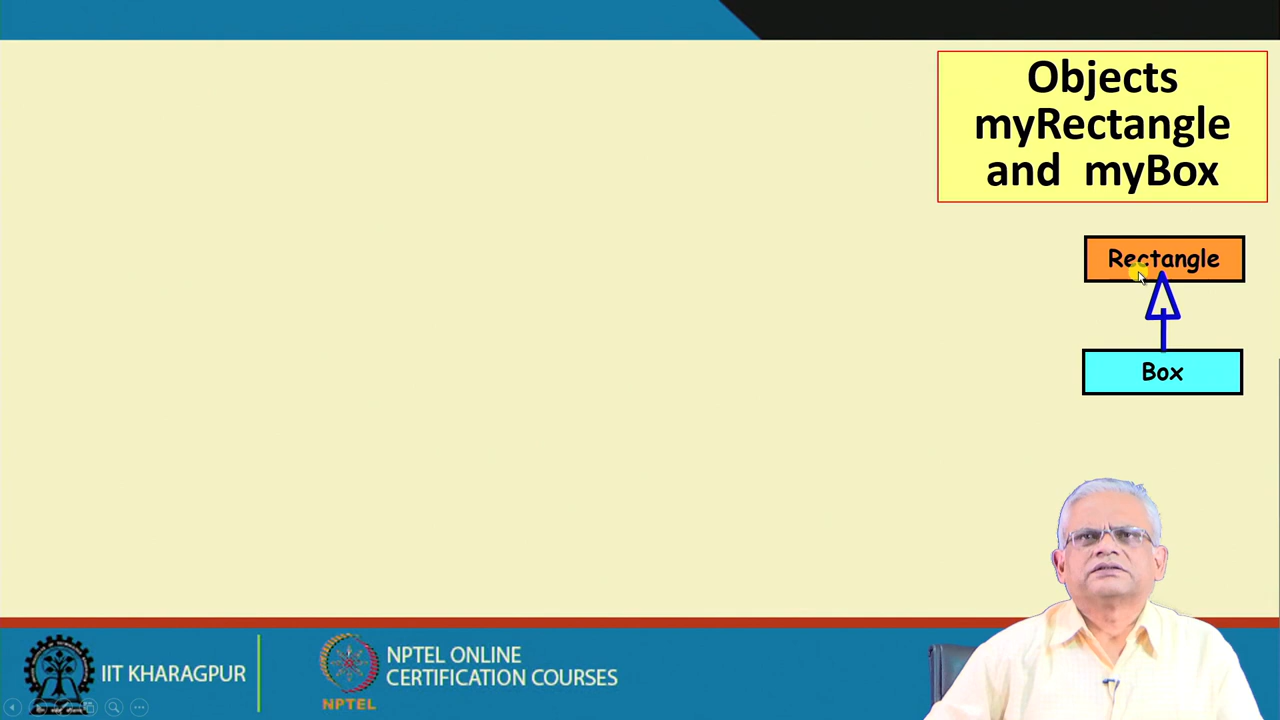 Objects
myRectangle
and myBox
Rectangle
Box
IIT KHARAGPUR
NPTEL ONLINE
CERTIFICATION COURSES
NPTEL